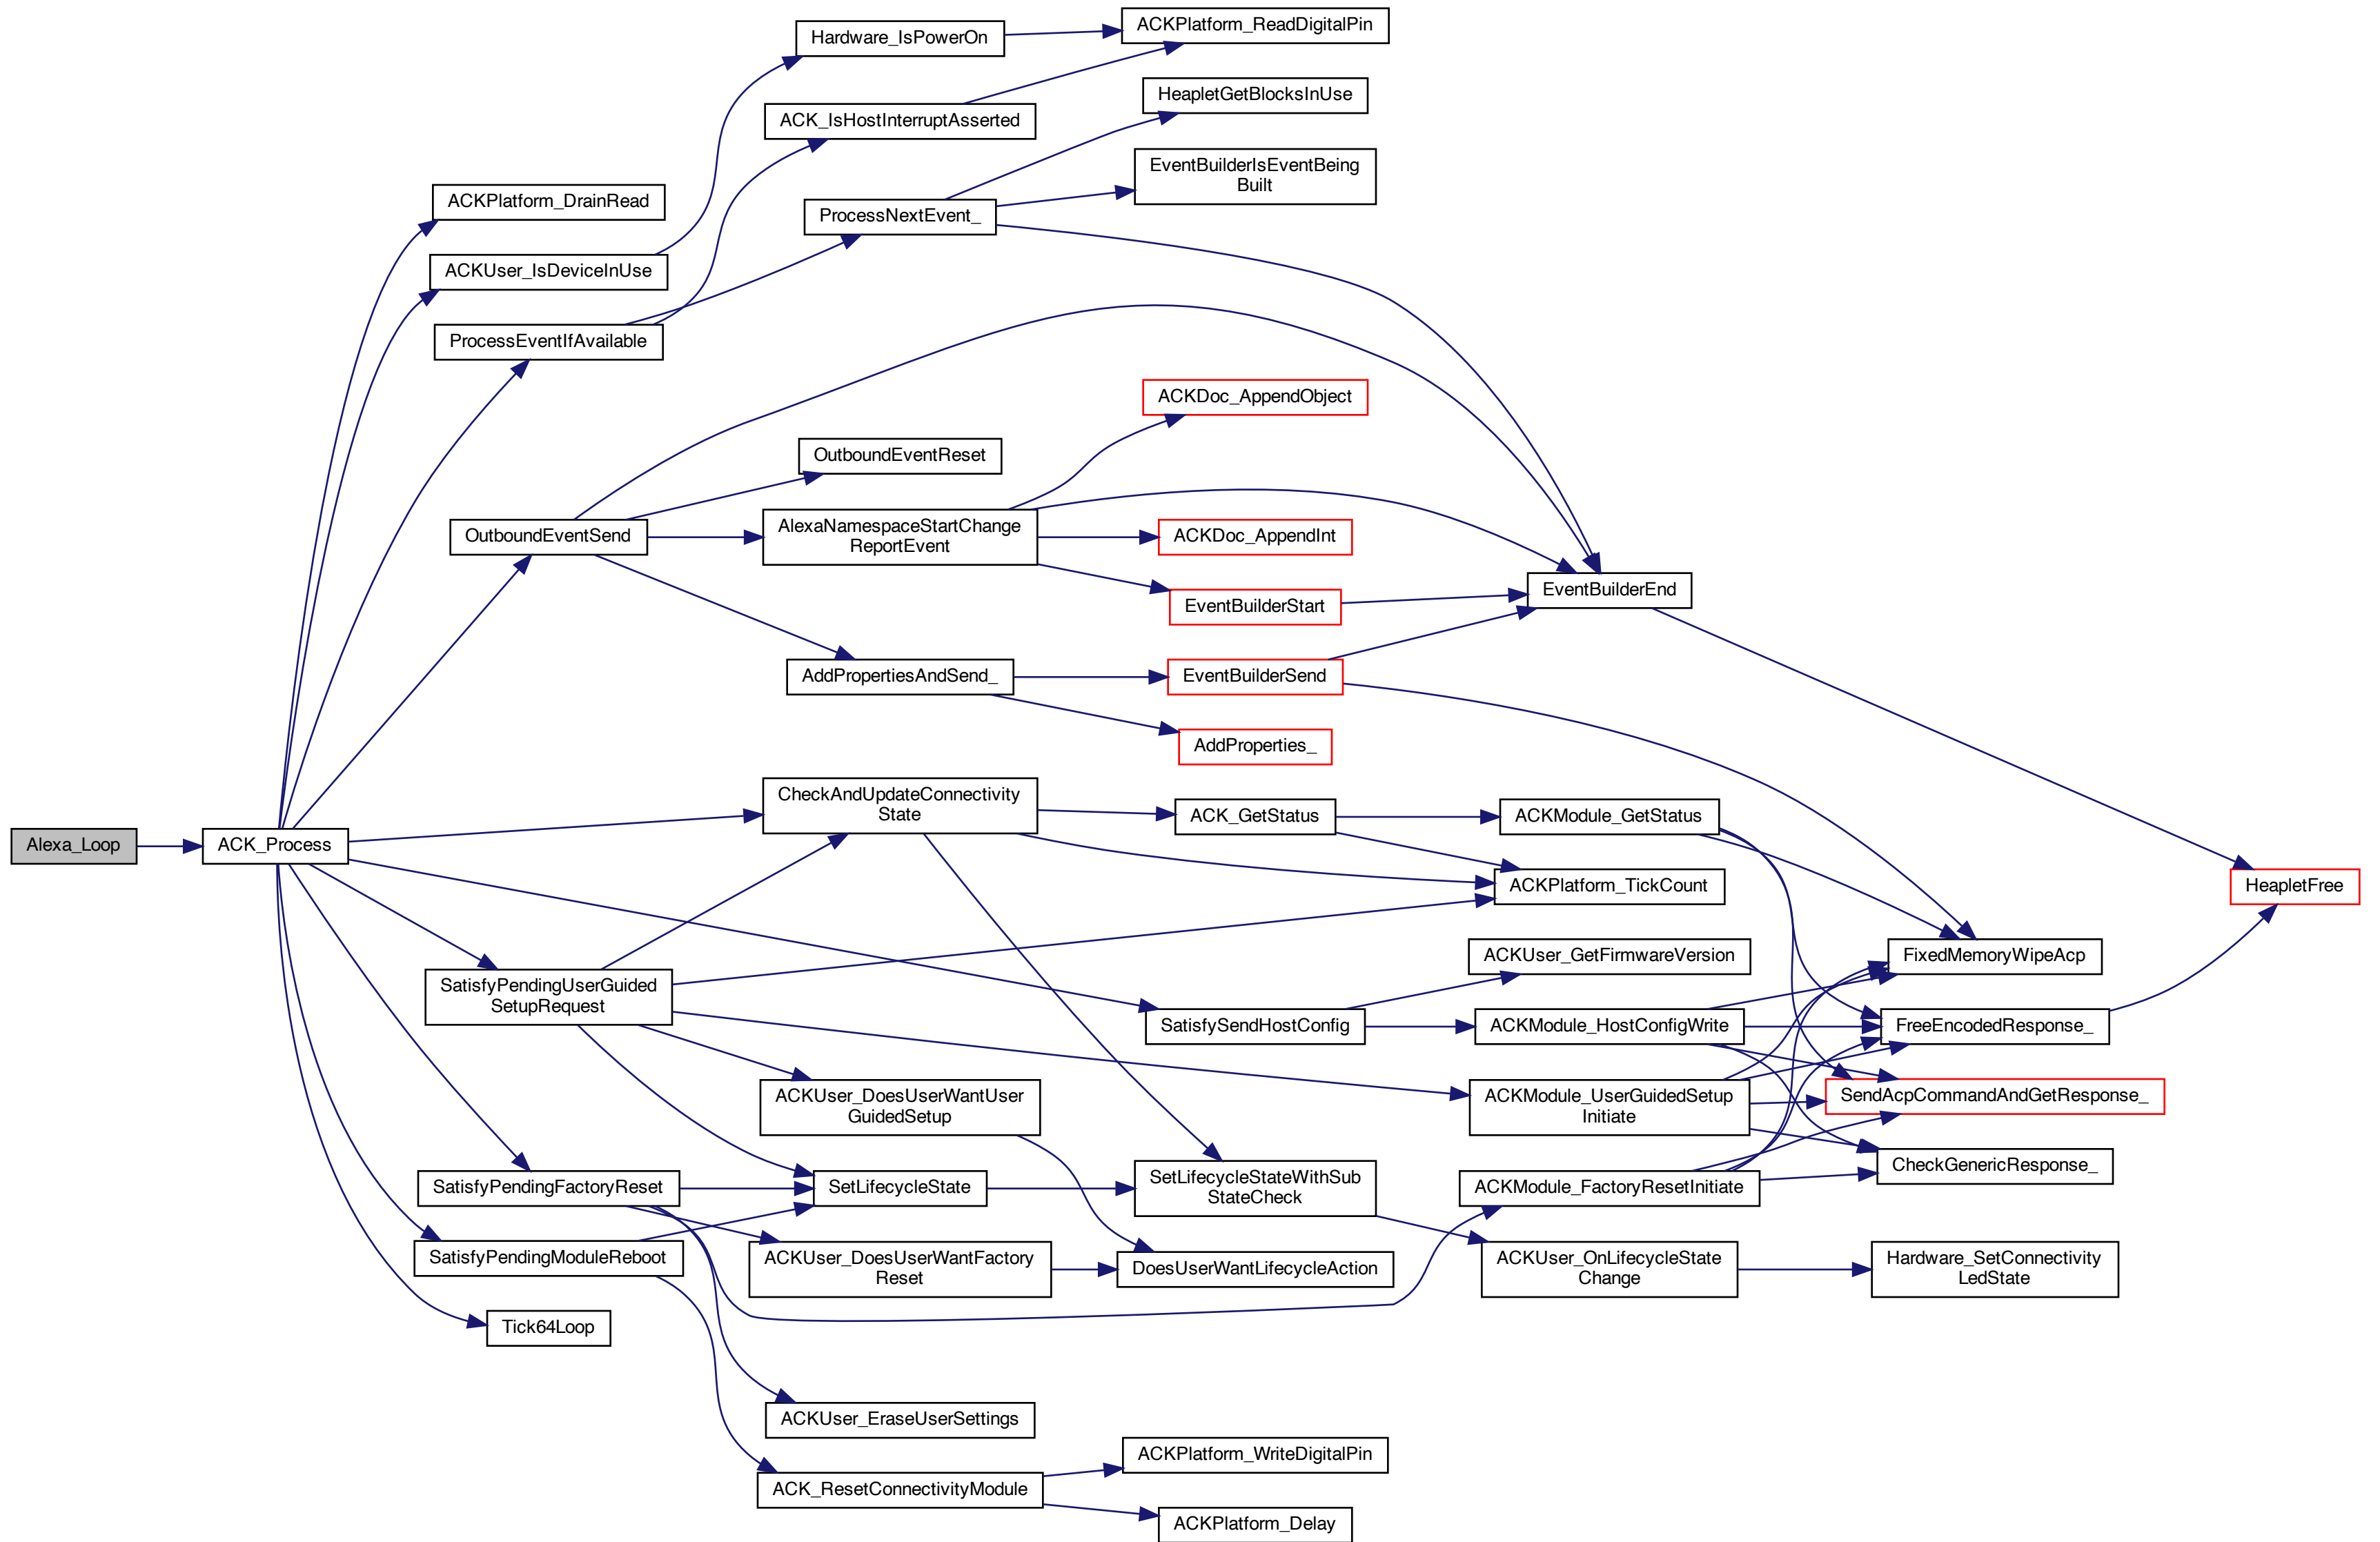 Hardware_IsPowerOn
ACKPlatform_ReadDigitalPin
HeapletGetBlocksInUse
ACK_IsHostInterruptAsserted
EventBuilderIsEventBeing
Built
ACKPlatform_DrainRead
ProcessNextEvent_
ACKUser_IsDeviceInUse
ProcessEventIfAvailable
ACKDoc_AppendObject
OutboundEventReset
OutboundEventSend
AlexaNamespaceStartChange
ReportEvent
ACKDoc_AppendInt
EventBuilderStart
EventBuilderEnd
AddPropertiesAndSend_
EventBuilderSend
AddProperties_
CheckAndUpdateConnectivity
State
ACK_GetStatus
ACKModule_GetStatus
Alexa_Loop
ACK_Process
ACKPlatform_TickCount
HeapletFree
ACKUser_GetFirmwareVersion
FixedMemoryWipeAcp
SatisfyPendingUserGuided
SetupRequest
SatisfySendHostConfig
ACKModule_HostConfigWrite
FreeEncodedResponse_
ACKUser_DoesUserWantUser
GuidedSetup
ACKModule_UserGuidedSetup
Initiate
SendAcpCommandAndGetResponse_
CheckGenericResponse_
SatisfyPendingFactoryReset
SetLifecycleState
SetLifecycleStateWithSub
StateCheck
ACKModule_FactoryResetInitiate
SatisfyPendingModuleReboot
ACKUser_DoesUserWantFactory
Reset
DoesUserWantLifecycleAction
ACKUser_OnLifecycleState
Change
Hardware_SetConnectivity
LedState
Tick64Loop
ACKUser_EraseUserSettings
ACKPlatform_WriteDigitalPin
ACK_ResetConnectivityModule
ACKPlatform_Delay